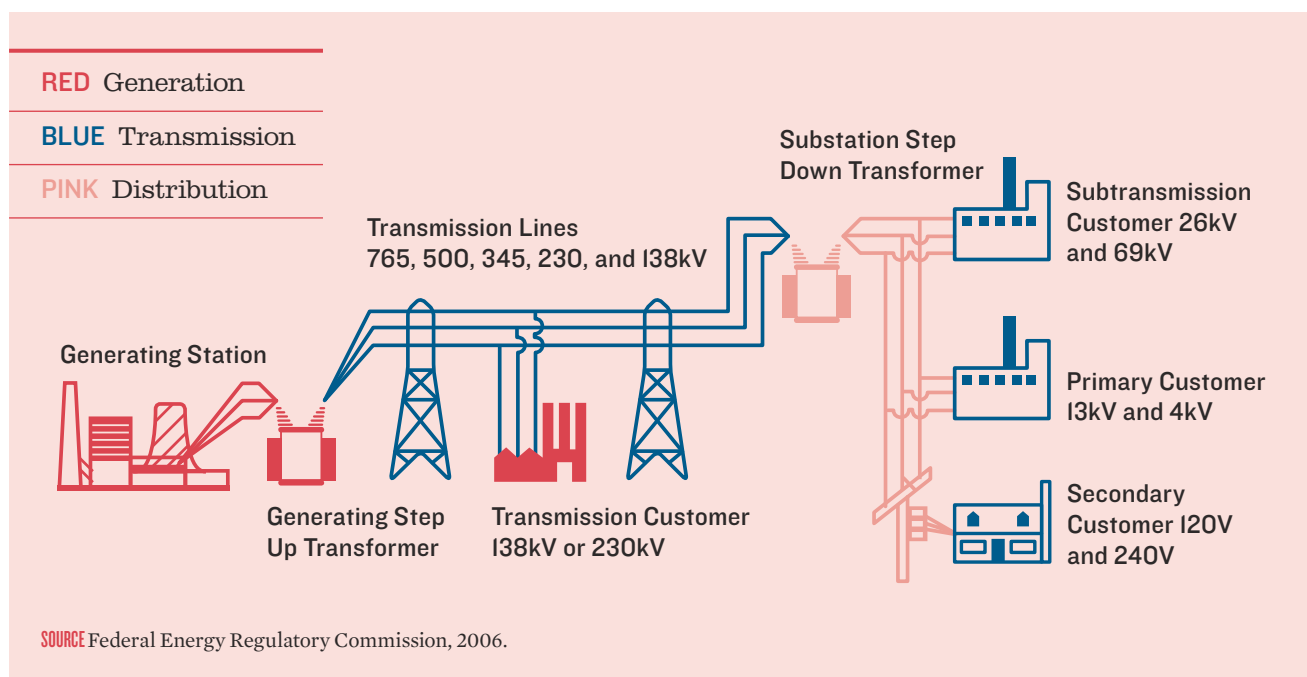 RED Generation
BLUE Transmission
PINK Distribution
Substation Step
Down Transformer
Subtransmission
Customer 26kV
and 69kV
Transmission Lines
765, 500, 345, 230, and 138kV
Generating Station
Primary Customer
13kV and 4kV
Generating Step
Up Transformer
Transmission Customer
138kV or 230kV
Secondary
Customer 120V
and 240V
SOURCE Federal Energy Regulatory Commission, 2006.